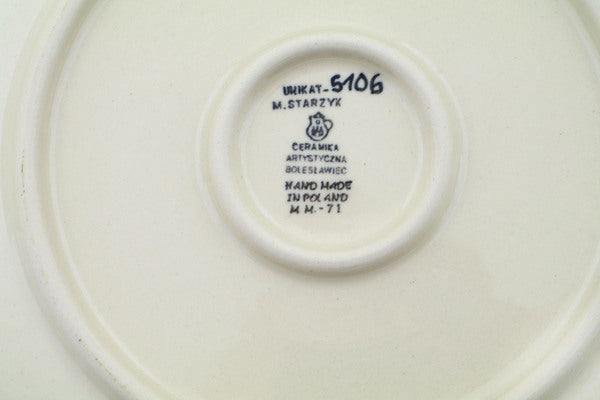 UNIKAT-5106
M.STARZYK
CERAMIKA
ARTYSTYCZNA
BOLESŁAWIEC
HAND MADE
IN POLAND
M M.-71